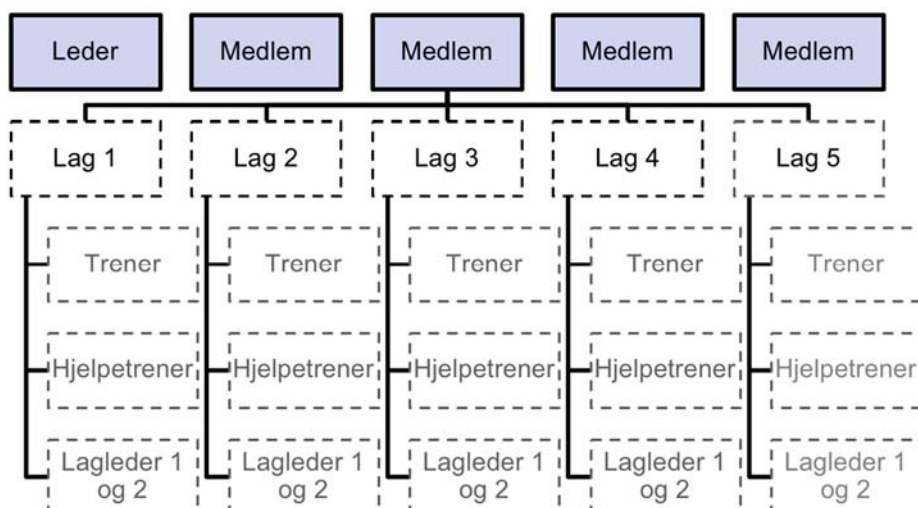 Leder
Medlem
Medlem
Medlem
Medlem
Lag 1
Lag 2
Lag 3
Lag 4
Lag 5
Trener
Trener
Trener
Trener
Trener
Hjelpetrener
Hjelpetrener
Hjelpetrener
Hjelpetrener
Hjelpetrener
Lagleder 1
og 2
Lagleder 1
og 2
Lagleder 1
og 2
Lagleder 1
og 2
Lagleder 1
og 2